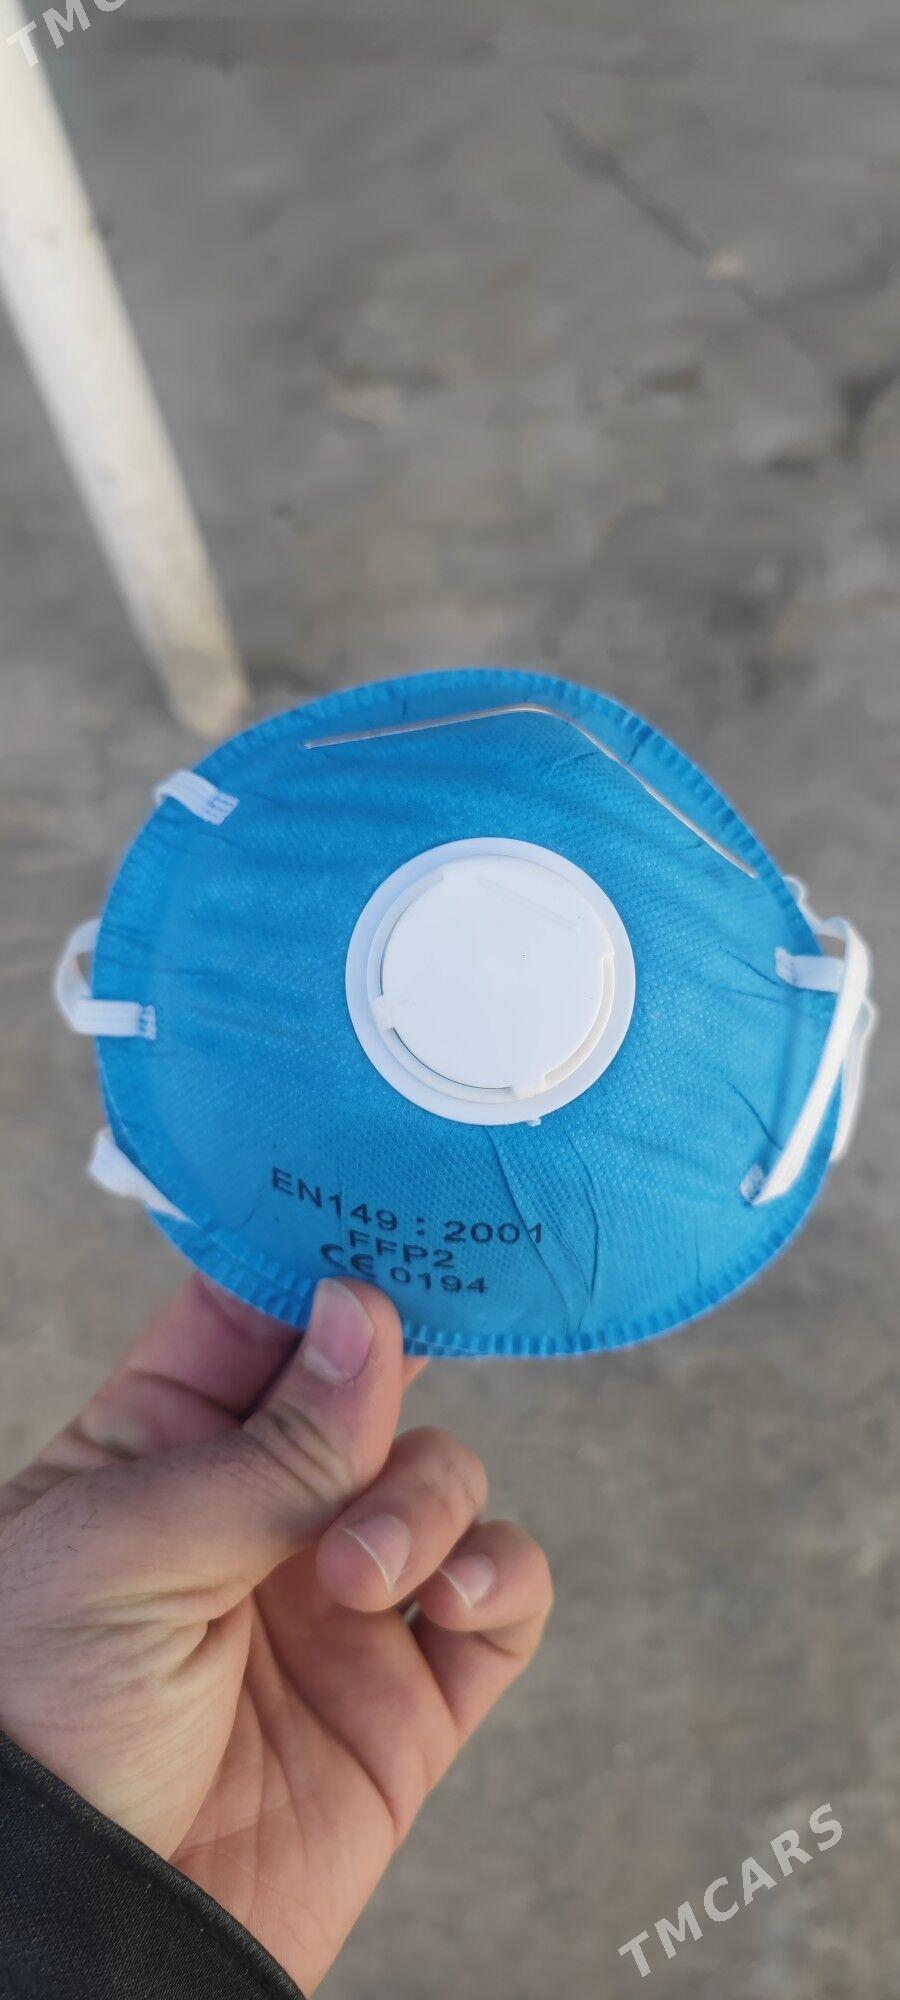 TMC
EN149 : 2001
FFP2
CE 0194
TMCARS